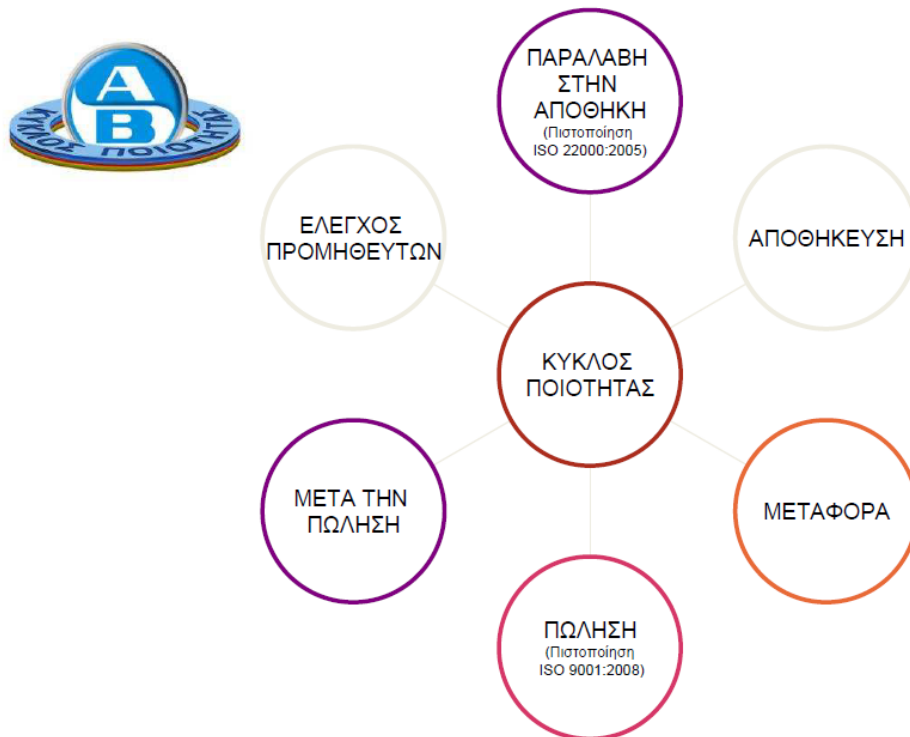 ΑΒ
ΚΥΚΛΟΣ ΠΟΙΟΤΗΤΑΣ
ΠΑΡΑΛΑΒΗ
ΣΤΗΝ
ΑΠΟΘΗΚΗ
(Πιστοποίηση
ISO 22000:2005)
ΕΛΕΓΧΟΣ
ΠΡΟΜΗΘΕΥΤΩΝ
ΑΠΟΘΗΚΕΥΣΗ
ΚΥΚΛΟΣ
ΠΟΙΟΤΗΤΑΣ
ΜΕΤΑ ΤΗΝ
ΠΩΛΗΣΗ
ΜΕΤΑΦΟΡΑ
ΠΩΛΗΣΗ
(Πιστοποίηση
ISO 9001:2008)